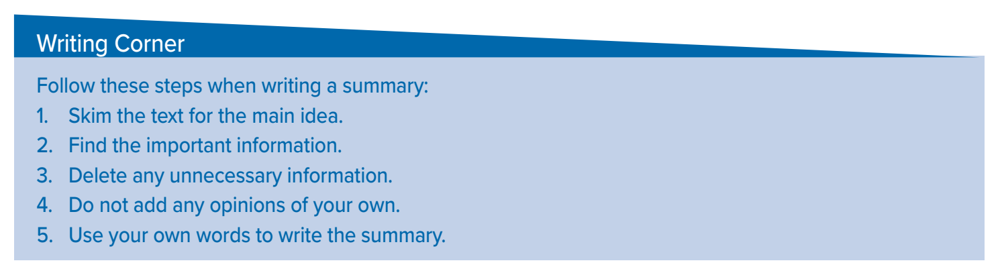 Writing Corner
Follow these steps when writing a summary:
1. Skim the text for the main idea.
2. Find the important information.
3. Delete any unnecessary information.
4. Do not add any opinions of your own.
5. Use your own words to write the summary.